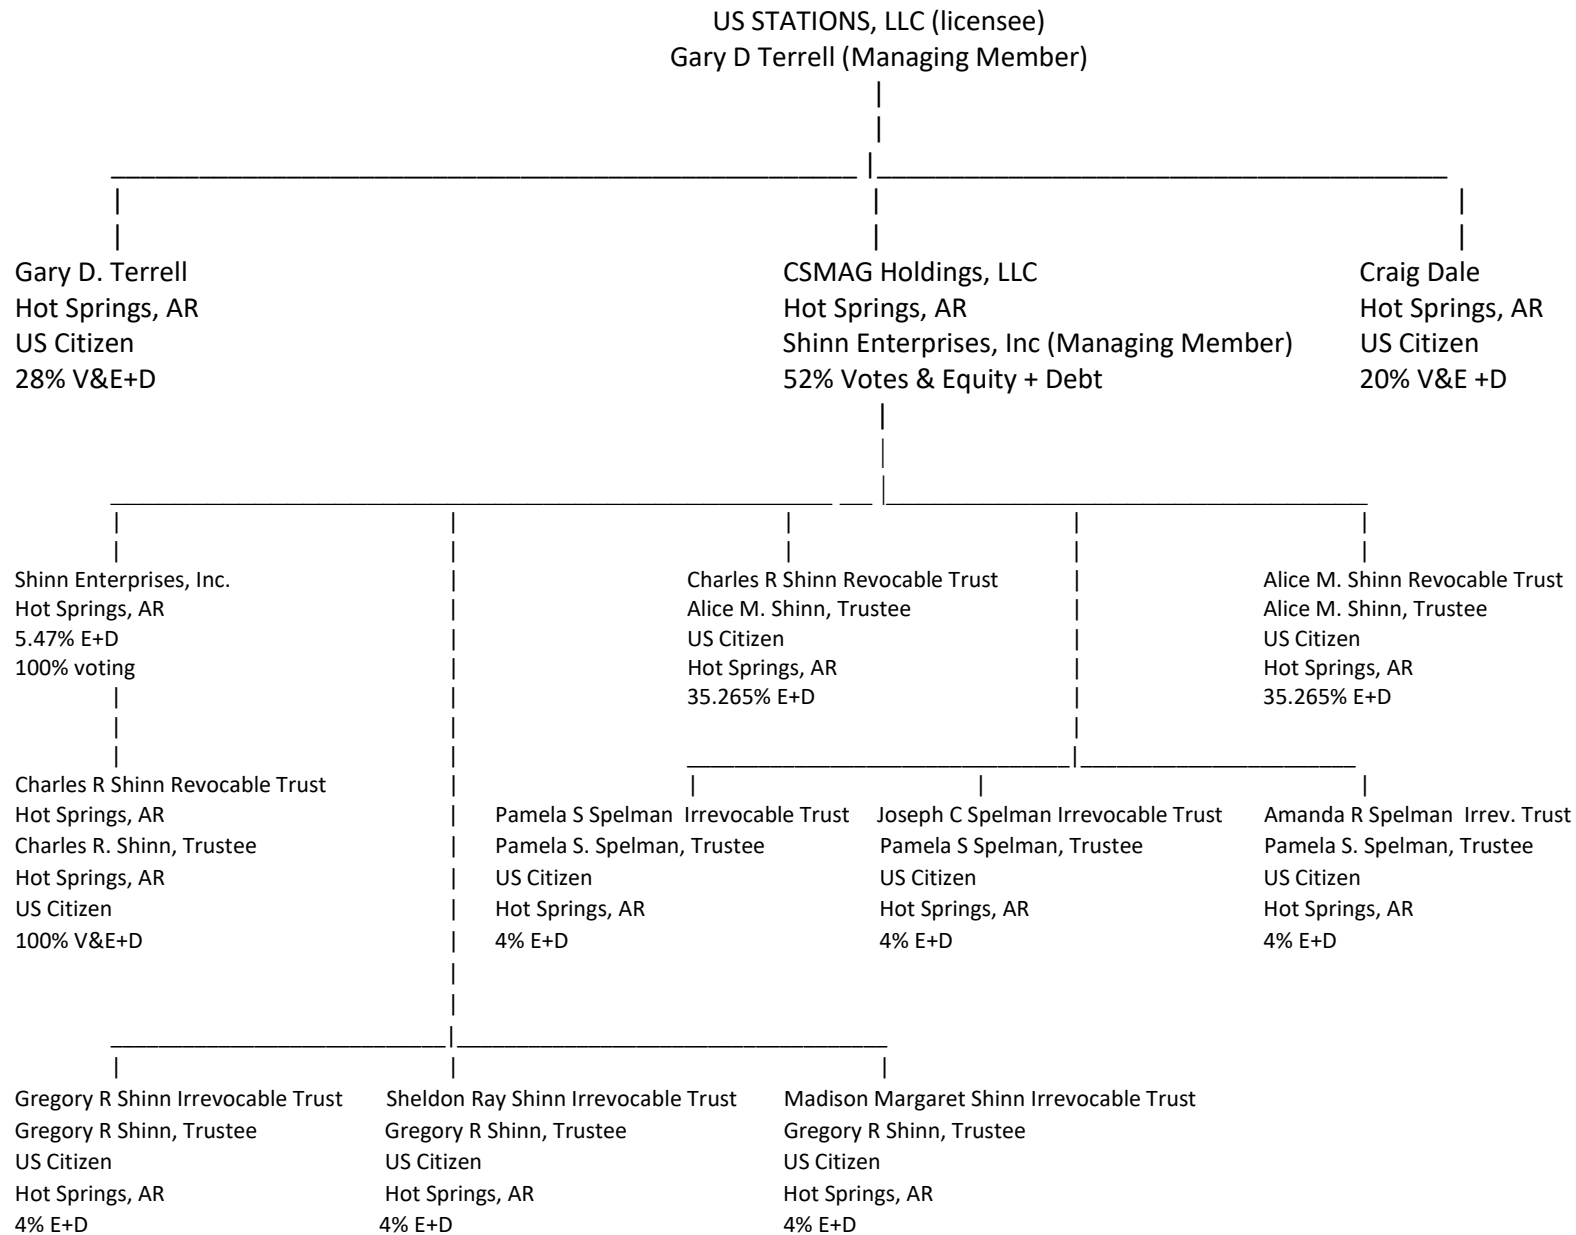 US STATIONS, LLC (licensee)
Gary D Terrell (Managing Member)
Gary D. Terrell
Hot Springs, AR
US Citizen
28% V&E+D
CSMAG Holdings, LLC
Hot Springs, AR
Shinn Enterprises, Inc (Managing Member)
52% Votes & Equity + Debt
Craig Dale
Hot Springs, AR
US Citizen
20% V&E +D
Shinn Enterprises, Inc.
Hot Springs, AR
5.47% E+D
100% voting
Charles R Shinn Revocable Trust
Alice M. Shinn, Trustee
US Citizen
Hot Springs, AR
35.265% E+D
Alice M. Shinn Revocable Trust
Alice M. Shinn, Trustee
US Citizen
Hot Springs, AR
35.265% E+D
Charles R Shinn Revocable Trust
Hot Springs, AR
Charles R. Shinn, Trustee
Hot Springs, AR
US Citizen
100% V&E+D
Pamela S Spelman Irrevocable Trust
Pamela S. Spelman, Trustee
US Citizen
Hot Springs, AR
4% E+D
Joseph C Spelman Irrevocable Trust
Pamela S Spelman, Trustee
US Citizen
Hot Springs, AR
4% E+D
Amanda R Spelman Irrev. Trust
Pamela S. Spelman, Trustee
US Citizen
Hot Springs, AR
4% E+D
Gregory R Shinn Irrevocable Trust
Gregory R Shinn, Trustee
US Citizen
Hot Springs, AR
4% E+D
Sheldon Ray Shinn Irrevocable Trust
Gregory R Shinn, Trustee
US Citizen
Hot Springs, AR
4% E+D
Madison Margaret Shinn Irrevocable Trust
Gregory R Shinn, Trustee
US Citizen
Hot Springs, AR
4% E+D